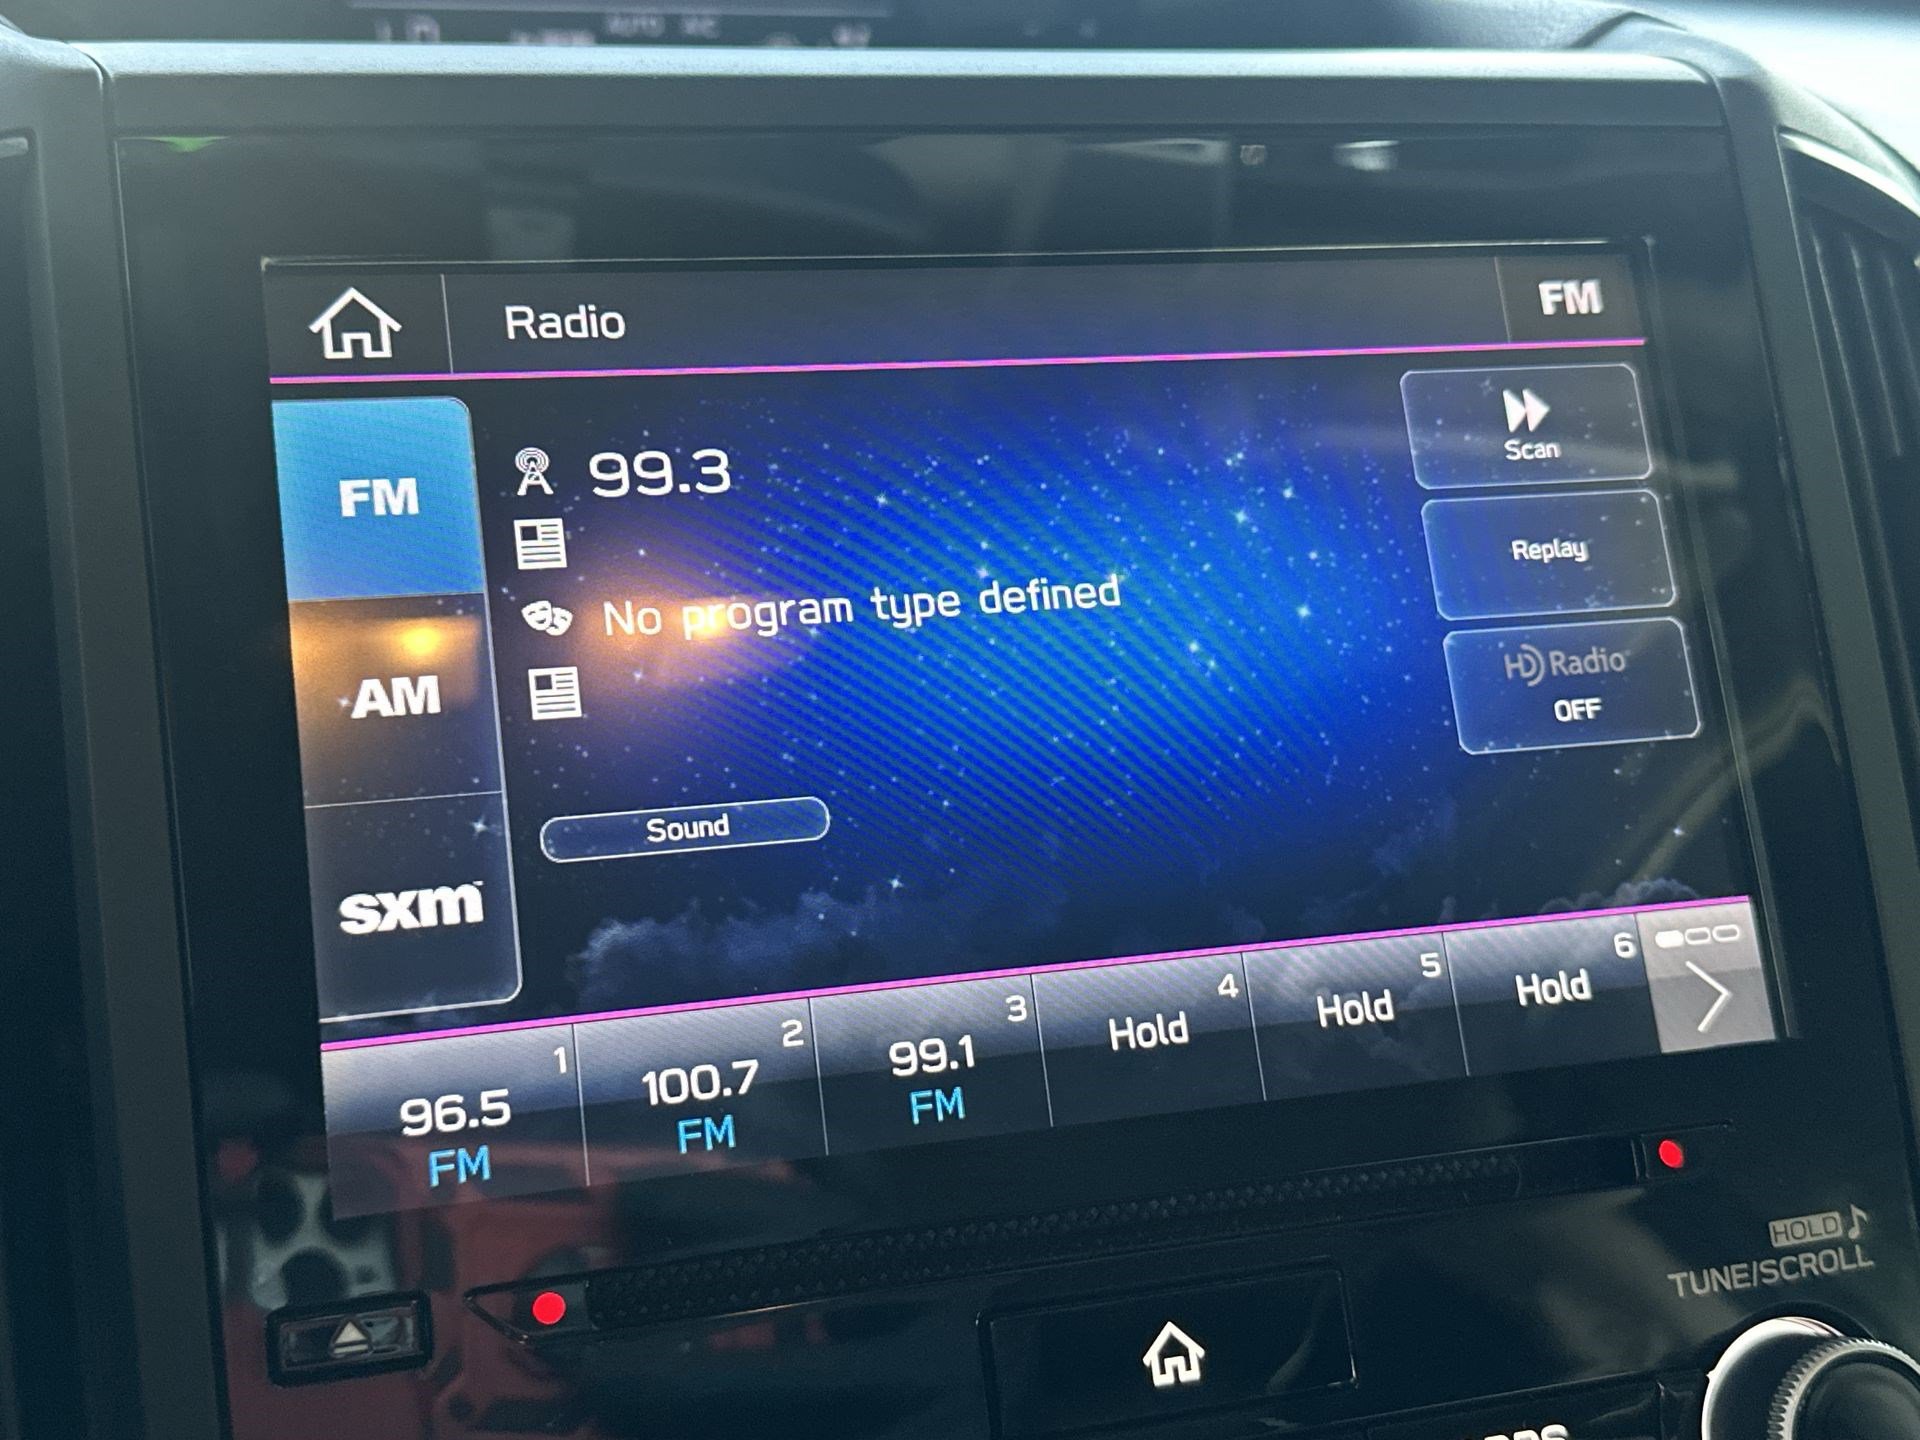 Radio
FM
FM
AM
sxm
99.3
No program type defined
Sound
Scan
Replay
HD Radio
OFF
1
96.5
FM
2
100.7
FM
3
99.1
FM
4
Hold
5
Hold
6
Hold
HOLD
TUNE/SCROLL